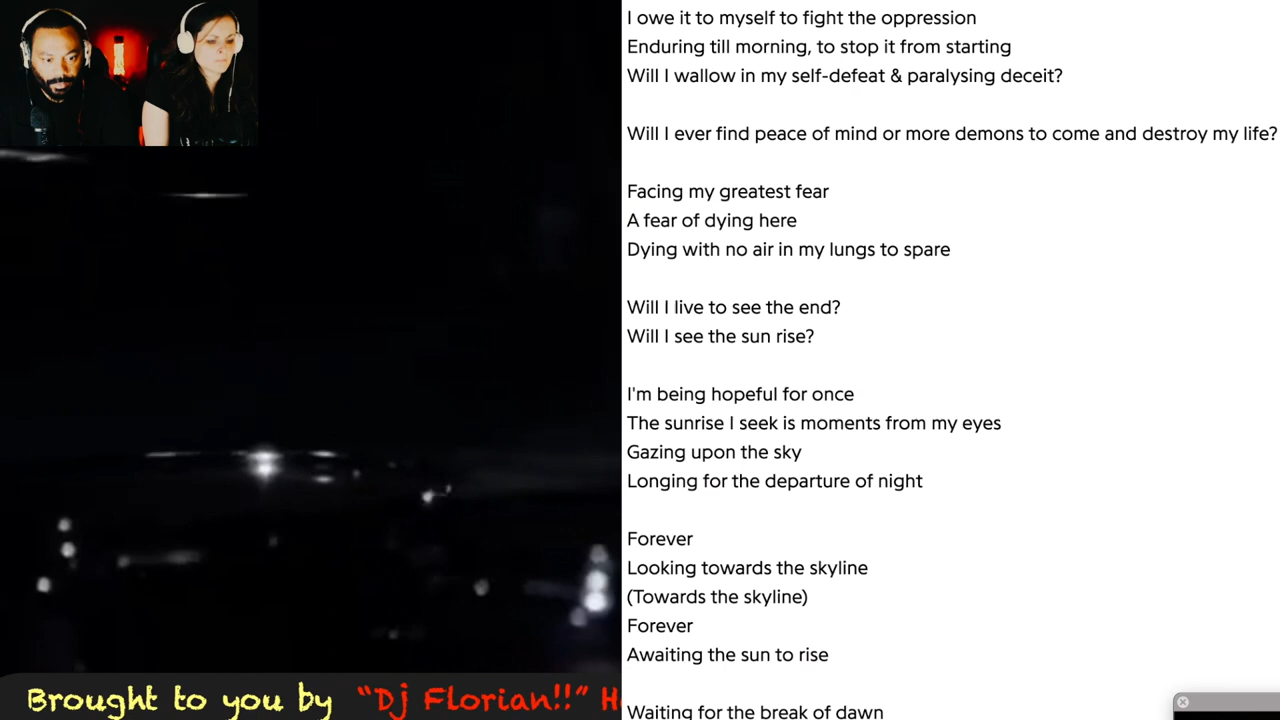 I owe it to myself to fight the oppression
Enduring till morning, to stop it from starting
Will I wallow in my self-defeat & paralysing deceit?
Will I ever find peace of mind or more demons to come and destroy my life?
Facing my greatest fear
A fear of dying here
Dying with no air in my lungs to spare
Will I live to see the end?
Will I see the sun rise?
I'm being hopeful for once
The sunrise I seek is moments from my eyes
Gazing upon the sky
Longing for the departure of night
Forever
Looking towards the skyline
(Towards the skyline)
Forever
Awaiting the sun to rise
Waiting for the break of dawn
Brought to you by "Dj Florian!!"